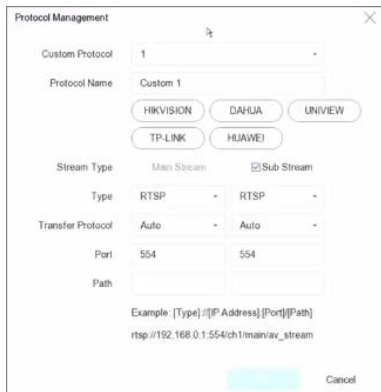 Protocol Management
Custom Protocol 1
Protocol Name Custom 1
HIKVISION DAHUA UNIVIEW
TP-LINK HUAWEI
Stream Type Main Stream Sub Stream
Type RTSP RTSP
Transfer Protocol Auto Auto
Port 554 554
Path
Example: [Type]://[IP Address]:[Port]/[Path]
rtsp://192.168.0.1:554/ch1/main/av_stream
Cancel